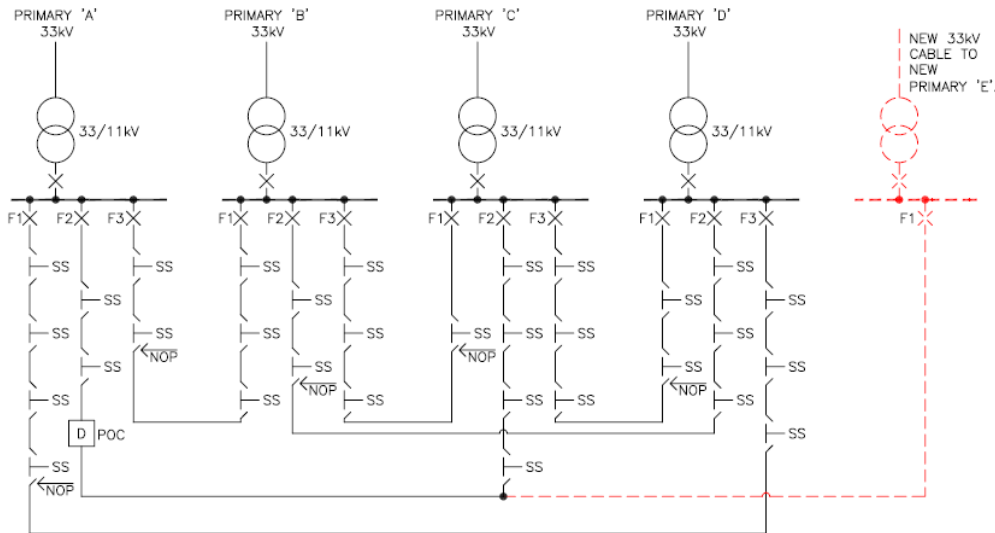 PRIMARY 'A' PRIMARY 'B' PRIMARY 'C' PRIMARY 'D'
33kV 33kV 33kV 33kV
NEW 33kV
CABLE TO
NEW
PRIMARY 'E'.
33/11kV 33/11kV 33/11kV 33/11kV
F1 F2 F3 F1 F2 F3 F1 F2 F3 F1 F2 F3 F1
SS SS SS SS SS SS SS
SS SS SS SS
SS SS SS SS SS SS SS SS
NOP NOP
SS SS SS SS
NOP NOP
SS SS SS SS SS SS
D POC SS
SS SS
NOP